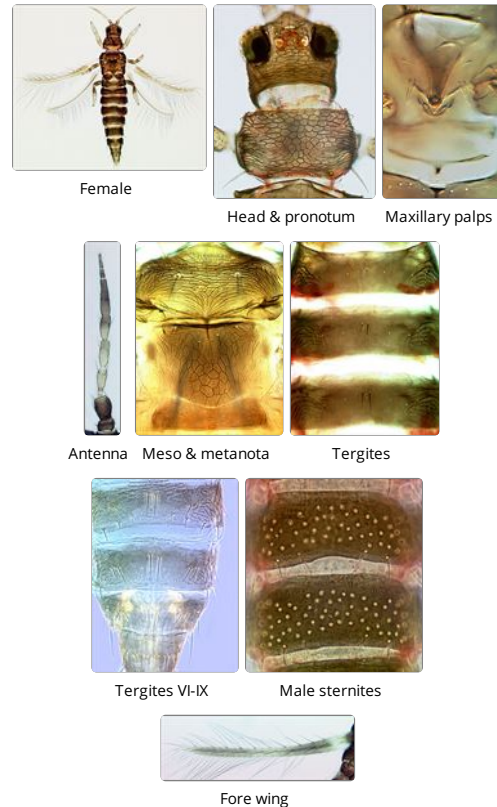 Female
Head & pronotum
Maxillary palps
Antenna
Meso & metanota
Tergites
Tergites VI-IX
Male sternites
Fore wing